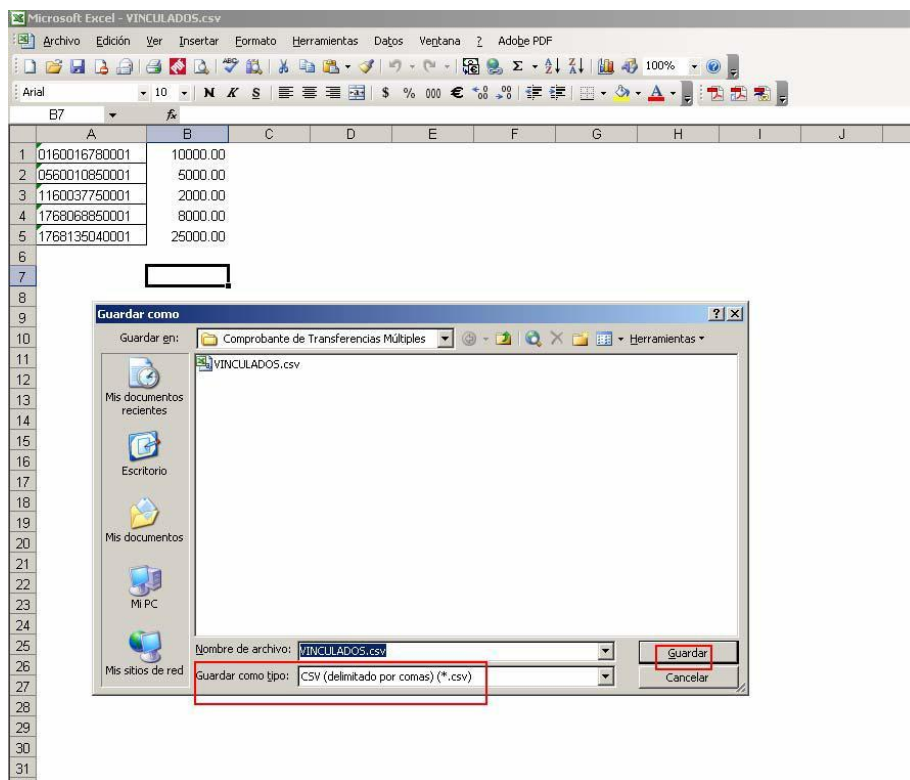 Microsoft Excel - VINCULADOS.csv
Archivo Edición Ver Insertar Formato Herramientas Datos Ventana ? Adobe PDF
100%
Arial 10 N K S $ % 000 €
B7 fx
A B C D E F G H I J
1 0160016780001 10000.00
2 0560010850001 5000.00
3 1160037750001 2000.00
4 1768068850001 8000.00
5 1768135040001 25000.00
6
7
8
9 Guardar como
10 Guardar en: Comprobante de Transferencias Múltiples Herramientas
11 VINCULADOS.csv
12
13 Mis documentos
14 recientes
15
16 Escritorio
17
18
19
20 Mis documentos
21
22
23 Mi PC
24
25 Nombre de archivo: VINCULADOS.csv Guardar
26 Mis sitios de red Guardar como tipo: CSV (delimitado por comas) (*.csv) Cancelar
27
28
29
30
31